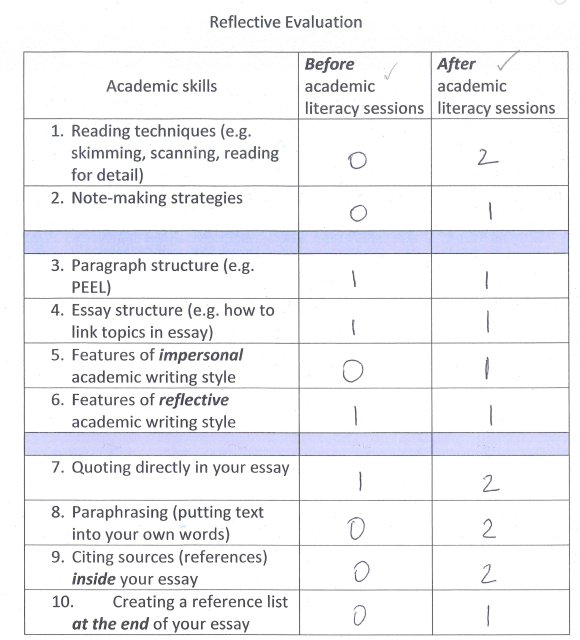 Reflective Evaluation
Academic skills
Before
academic
literacy sessions
After
academic
literacy sessions
1. Reading techniques (e.g.
skimming, scanning, reading
for detail)
0
2
2. Note-making strategies
0
1
3. Paragraph structure (e.g.
PEEL)
1
1
4. Essay structure (e.g. how to
link topics in essay)
1
1
5. Features of impersonal
academic writing style
0
1
6. Features of reflective
academic writing style
1
1
7. Quoting directly in your essay
1
2
8. Paraphrasing (putting text
into your own words)
0
2
9. Citing sources (references)
inside your essay
0
2
10. Creating a reference list
at the end of your essay
0
1